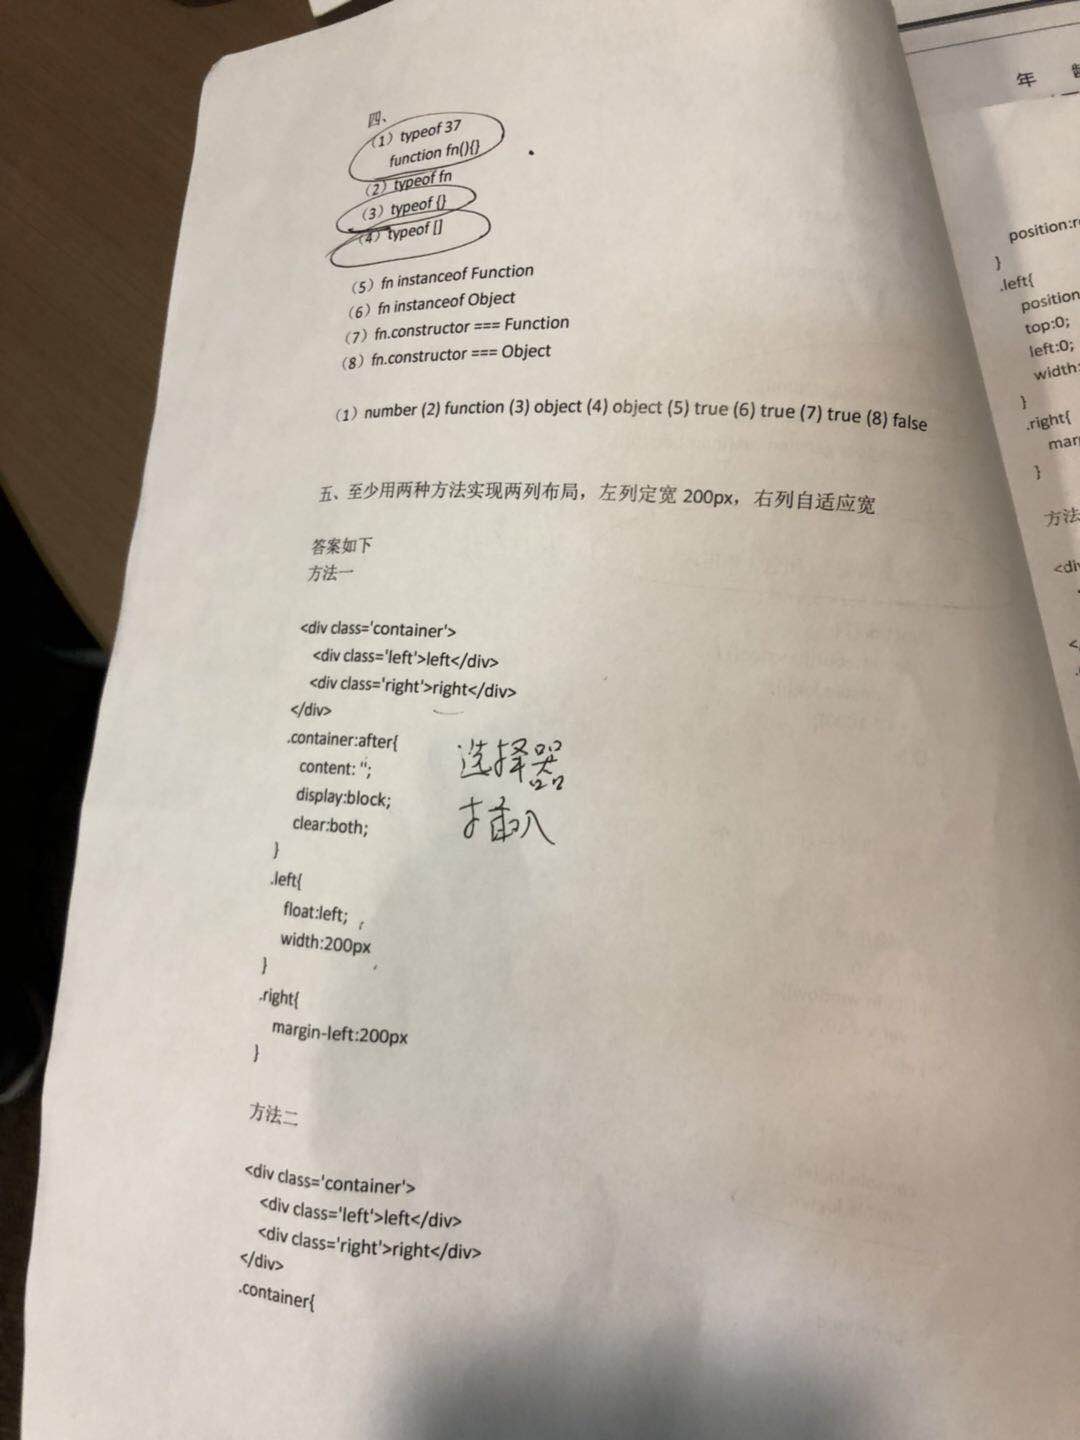 四、
（1）typeof 37
function fn(){}
（2）typeof fn
（3）typeof {}
（4）typeof []
（5）fn instanceof Function
（6）fn instanceof Object
（7）fn.constructor === Function
（8）fn.constructor === Object
（1）number (2) function (3) object (4) object (5) true (6) true (7) true (8) false
五、至少用两种方法实现两列布局，左列定宽 200px，右列自适应宽
答案如下
方法一
<div class='container'>
<div class='left'>left</div>
<div class='right'>right</div>
</div>
.container:after{
content: '';
display:block;
clear:both;
}
选择器
插入
.left{
float:left;
width:200px
}
.right{
margin-left:200px
}
方法二
<div class='container'>
<div class='left'>left</div>
<div class='right'>right</div>
</div>
.container{
年
}
.left{
position
top:0;
left:0;
width:
}
.right{
}
方法